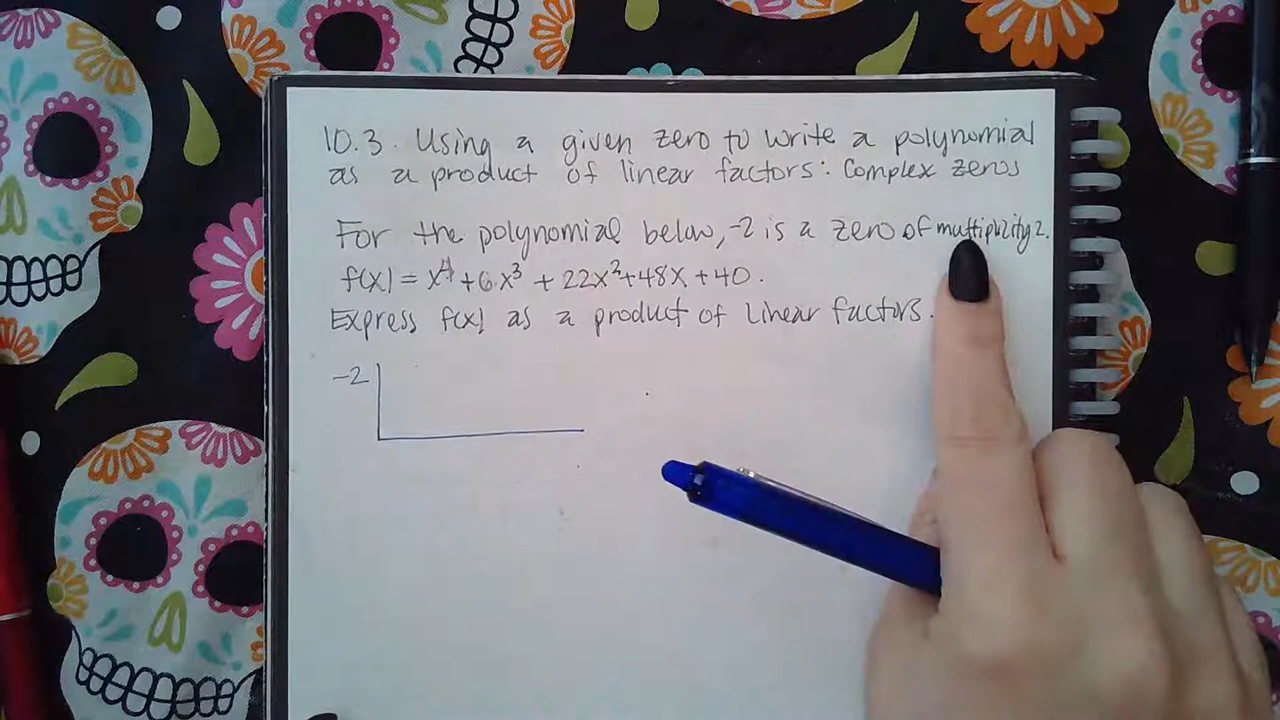 10.3. Using a given zero to write a polynomial
as a product of linear factors: Complex zeros
For the polynomial below, -2 is a zero of multiplicity 2.
f(x) = x⁴ + 6x³ + 22x² + 48x + 40.
Express f(x) as a product of linear factors.
-2